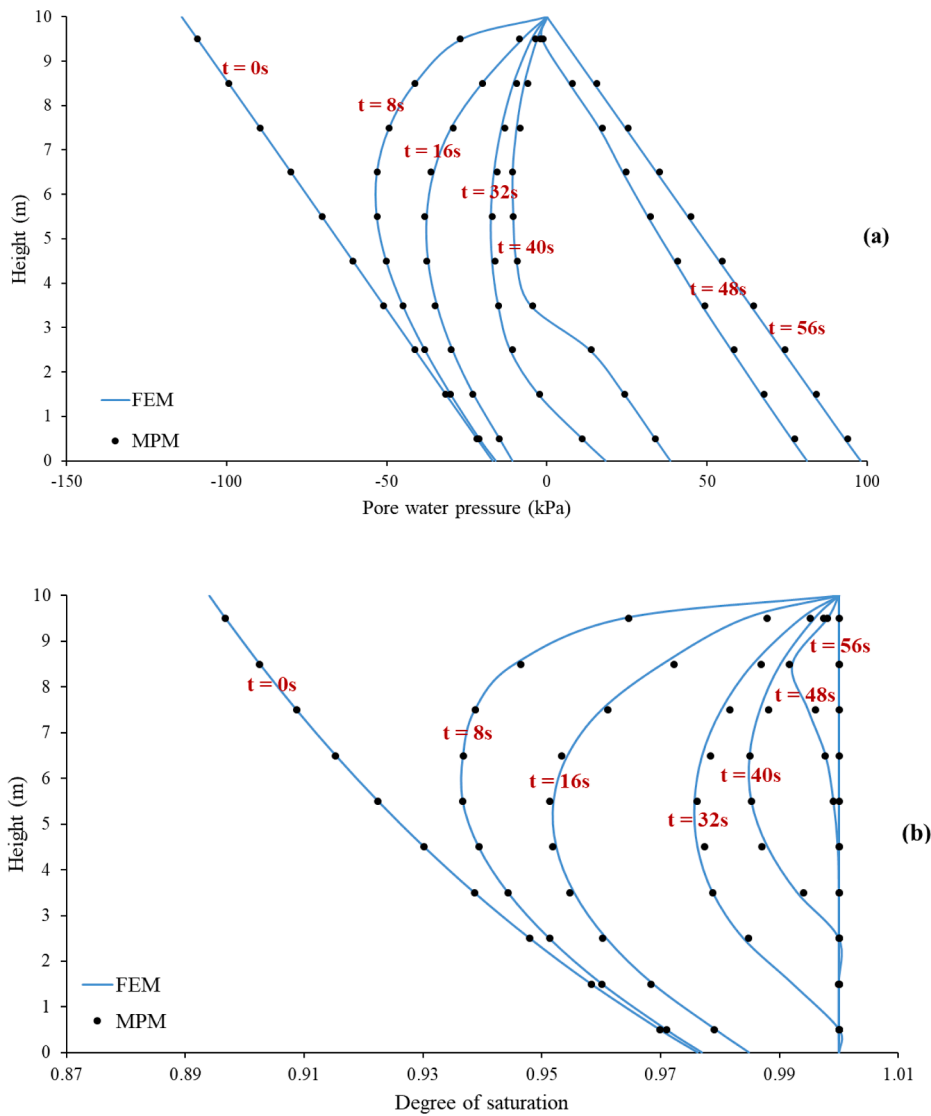 10
9
8
7
6
5
4
3
2
1
0
Height (m)
t = 0s
t = 8s
t = 16s
t = 32s
t = 40s
t = 48s
t = 56s
(a)
FEM
MPM
-150 -100 -50 0 50 100
Pore water pressure (kPa)
10
9
8
7
6
5
4
3
2
1
0
Height (m)
t = 56s
t = 0s
t = 48s
t = 8s
t = 40s
t = 16s
t = 32s
(b)
FEM
MPM
0.87 0.89 0.91 0.93 0.95 0.97 0.99 1.01
Degree of saturation